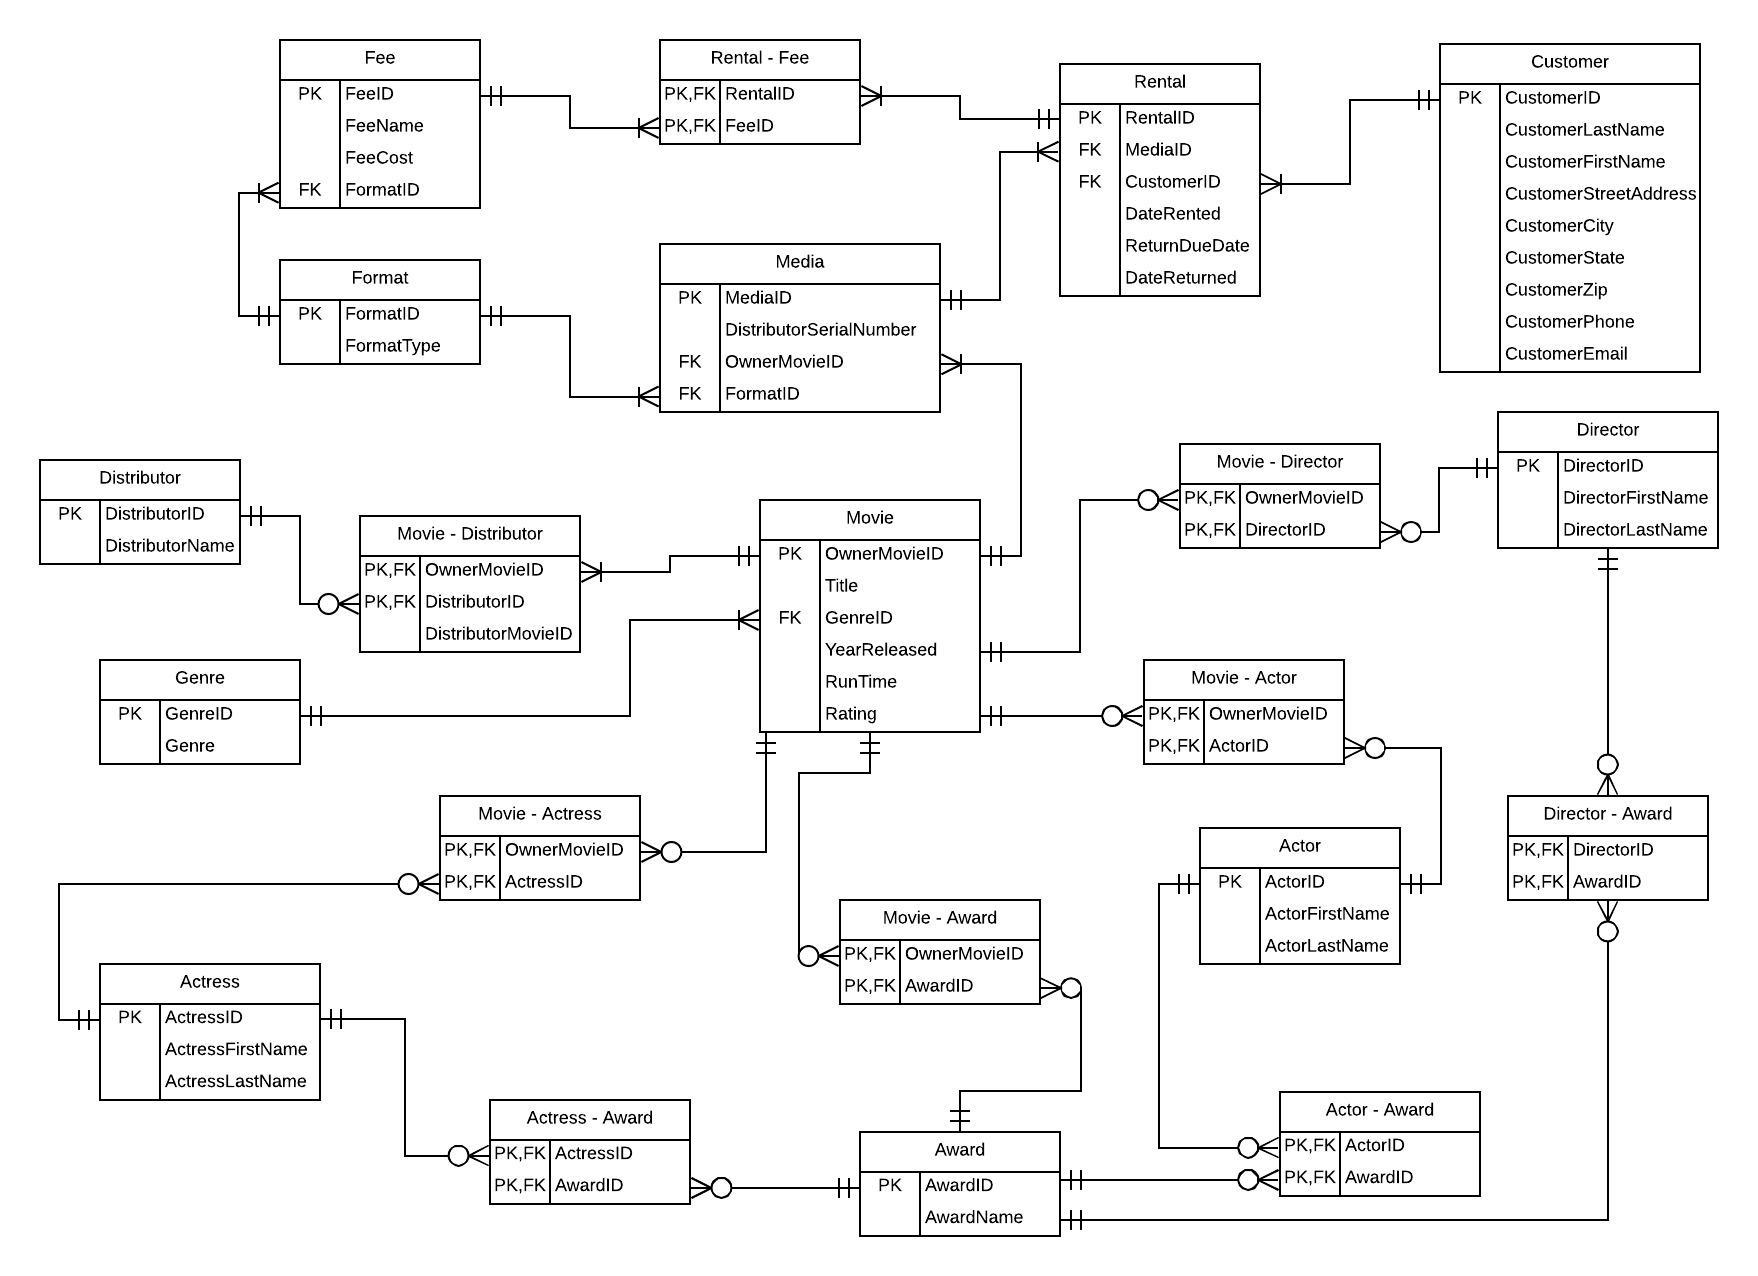 Fee
PK FeeID
FeeName
FeeCost
FK FormatID
Rental - Fee
PK,FK RentalID
PK,FK FeeID
Rental
PK RentalID
FK MediaID
FK CustomerID
DateRented
ReturnDueDate
DateReturned
Customer
PK CustomerID
CustomerLastName
CustomerFirstName
CustomerStreetAddress
CustomerCity
CustomerState
CustomerZip
CustomerPhone
CustomerEmail
Format
PK FormatID
FormatType
Media
PK MediaID
DistributorSerialNumber
FK OwnerMovieID
FK FormatID
Distributor
PK DistributorID
DistributorName
Movie - Distributor
PK,FK OwnerMovieID
PK,FK DistributorID
DistributorMovieID
Movie
PK OwnerMovieID
Title
FK GenreID
YearReleased
RunTime
Rating
Movie - Director
PK,FK OwnerMovieID
PK,FK DirectorID
Director
PK DirectorID
DirectorFirstName
DirectorLastName
Genre
PK GenreID
Genre
Movie - Actor
PK,FK OwnerMovieID
PK,FK ActorID
Movie - Actress
PK,FK OwnerMovieID
PK,FK ActressID
Actor
PK ActorID
ActorFirstName
ActorLastName
Director - Award
PK,FK DirectorID
PK,FK AwardID
Movie - Award
PK,FK OwnerMovieID
PK,FK AwardID
Actress
PK ActressID
ActressFirstName
ActressLastName
Actress - Award
PK,FK ActressID
PK,FK AwardID
Award
PK AwardID
AwardName
Actor - Award
PK,FK ActorID
PK,FK AwardID